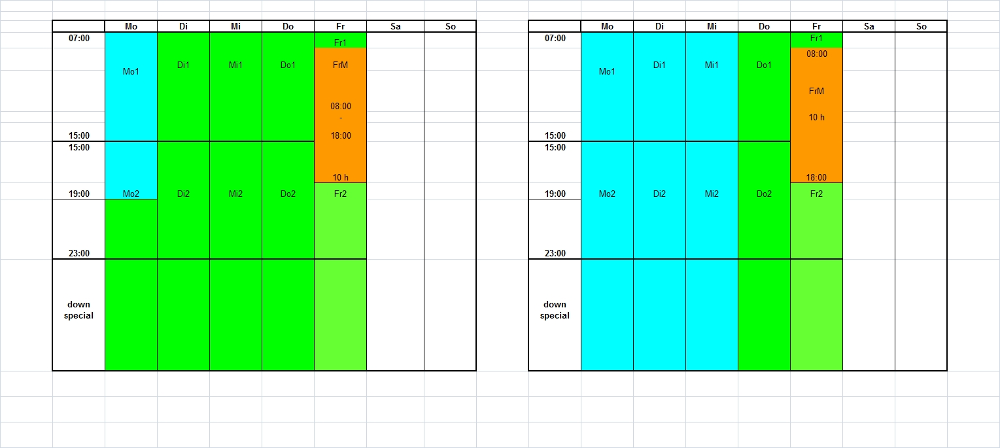 Mo Di Mi Do Fr Sa So Mo Di Mi Do Fr Sa So
07:00 Fr1 07:00 Fr1
08:00
Mo1 Di1 Mi1 Do1 FrM Mo1 Di1 Mi1 Do1
FrM
08:00
- 10 h
15:00 18:00 15:00
15:00 15:00
10 h 18:00
19:00 Mo2 Di2 Mi2 Do2 Fr2 19:00 Mo2 Di2 Mi2 Do2 Fr2
23:00 23:00
down down
special special